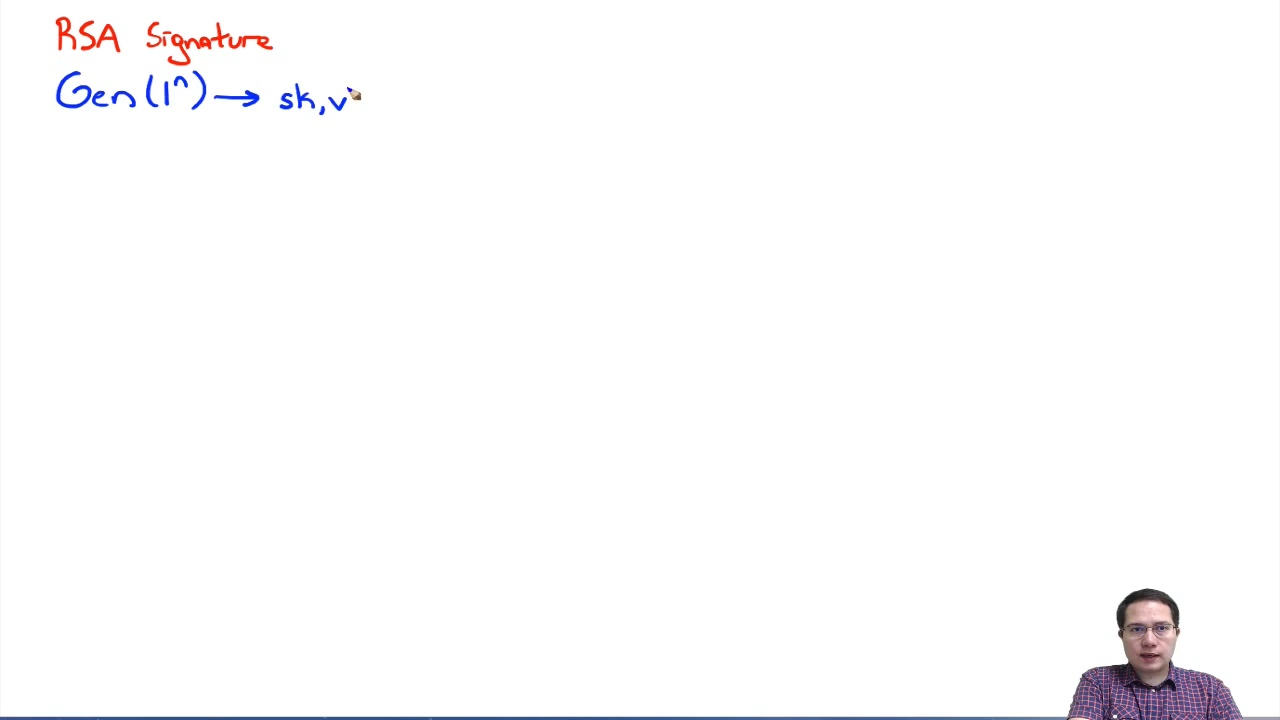 RSA Signature
Gen(1ⁿ) → sk, v